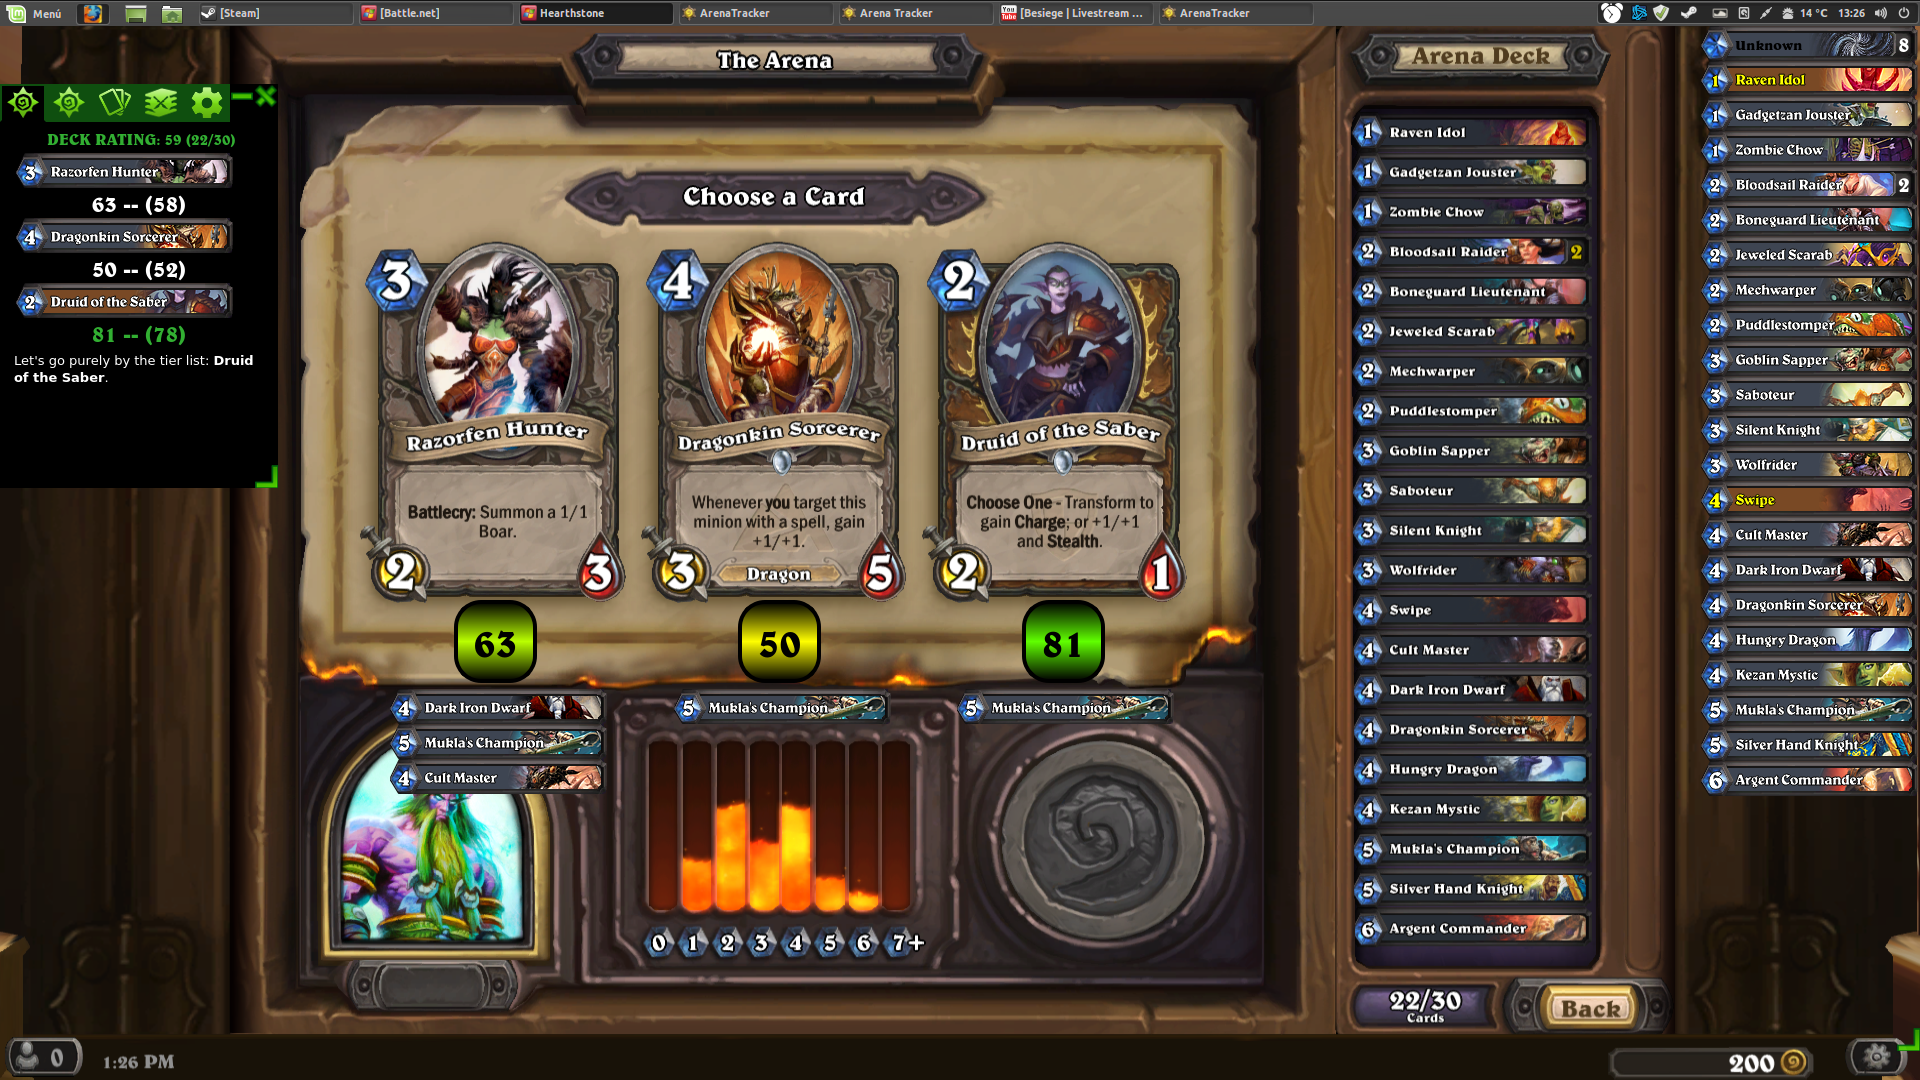 Menú
[Steam]
[Battle.net]
Hearthstone
ArenaTracker
Arena Tracker
You Tube
[Besiege | Livestream ...
ArenaTracker
14 °C
13:26
DECK RATING: 59 (22/30)
3 Razorfen Hunter
63 -- (58)
4 Dragonkin Sorcerer
50 -- (52)
2 Druid of the Saber
81 -- (78)
Let's go purely by the tier list: Druid
of the Saber.
The Arena
Choose a Card
3
Razorfen Hunter
Battlecry: Summon a 1/1
Boar.
2
3
63
4 Dark Iron Dwarf
5 Mukla's Champion
4 Cult Master
4
Dragonkin Sorcerer
Whenever you target this
minion with a spell, gain
+1/+1.
3
Dragon
5
50
5 Mukla's Champion
2
Druid of the Saber
Choose One - Transform to
gain Charge; or +1/+1
and Stealth.
2
1
81
5 Mukla's Champion
0 1 2 3 4 5 6 7+
Arena Deck
1 Raven Idol
1 Gadgetzan Jouster
1 Zombie Chow
2 Bloodsail Raider 2
2 Boneguard Lieutenant
2 Jeweled Scarab
2 Mechwarper
2 Puddlestomper
3 Goblin Sapper
3 Saboteur
3 Silent Knight
3 Wolfrider
4 Swipe
4 Cult Master
4 Dark Iron Dwarf
4 Dragonkin Sorcerer
4 Hungry Dragon
4 Kezan Mystic
5 Mukla's Champion
5 Silver Hand Knight
6 Argent Commander
22/30
Cards
Back
Unknown 8
1 Raven Idol
1 Gadgetzan Jouster
1 Zombie Chow
2 Bloodsail Raider 2
2 Boneguard Lieutenant
2 Jeweled Scarab
2 Mechwarper
2 Puddlestomper
3 Goblin Sapper
3 Saboteur
3 Silent Knight
3 Wolfrider
4 Swipe
4 Cult Master
4 Dark Iron Dwarf
4 Dragonkin Sorcerer
4 Hungry Dragon
4 Kezan Mystic
5 Mukla's Champion
5 Silver Hand Knight
6 Argent Commander
0
1:26 PM
200